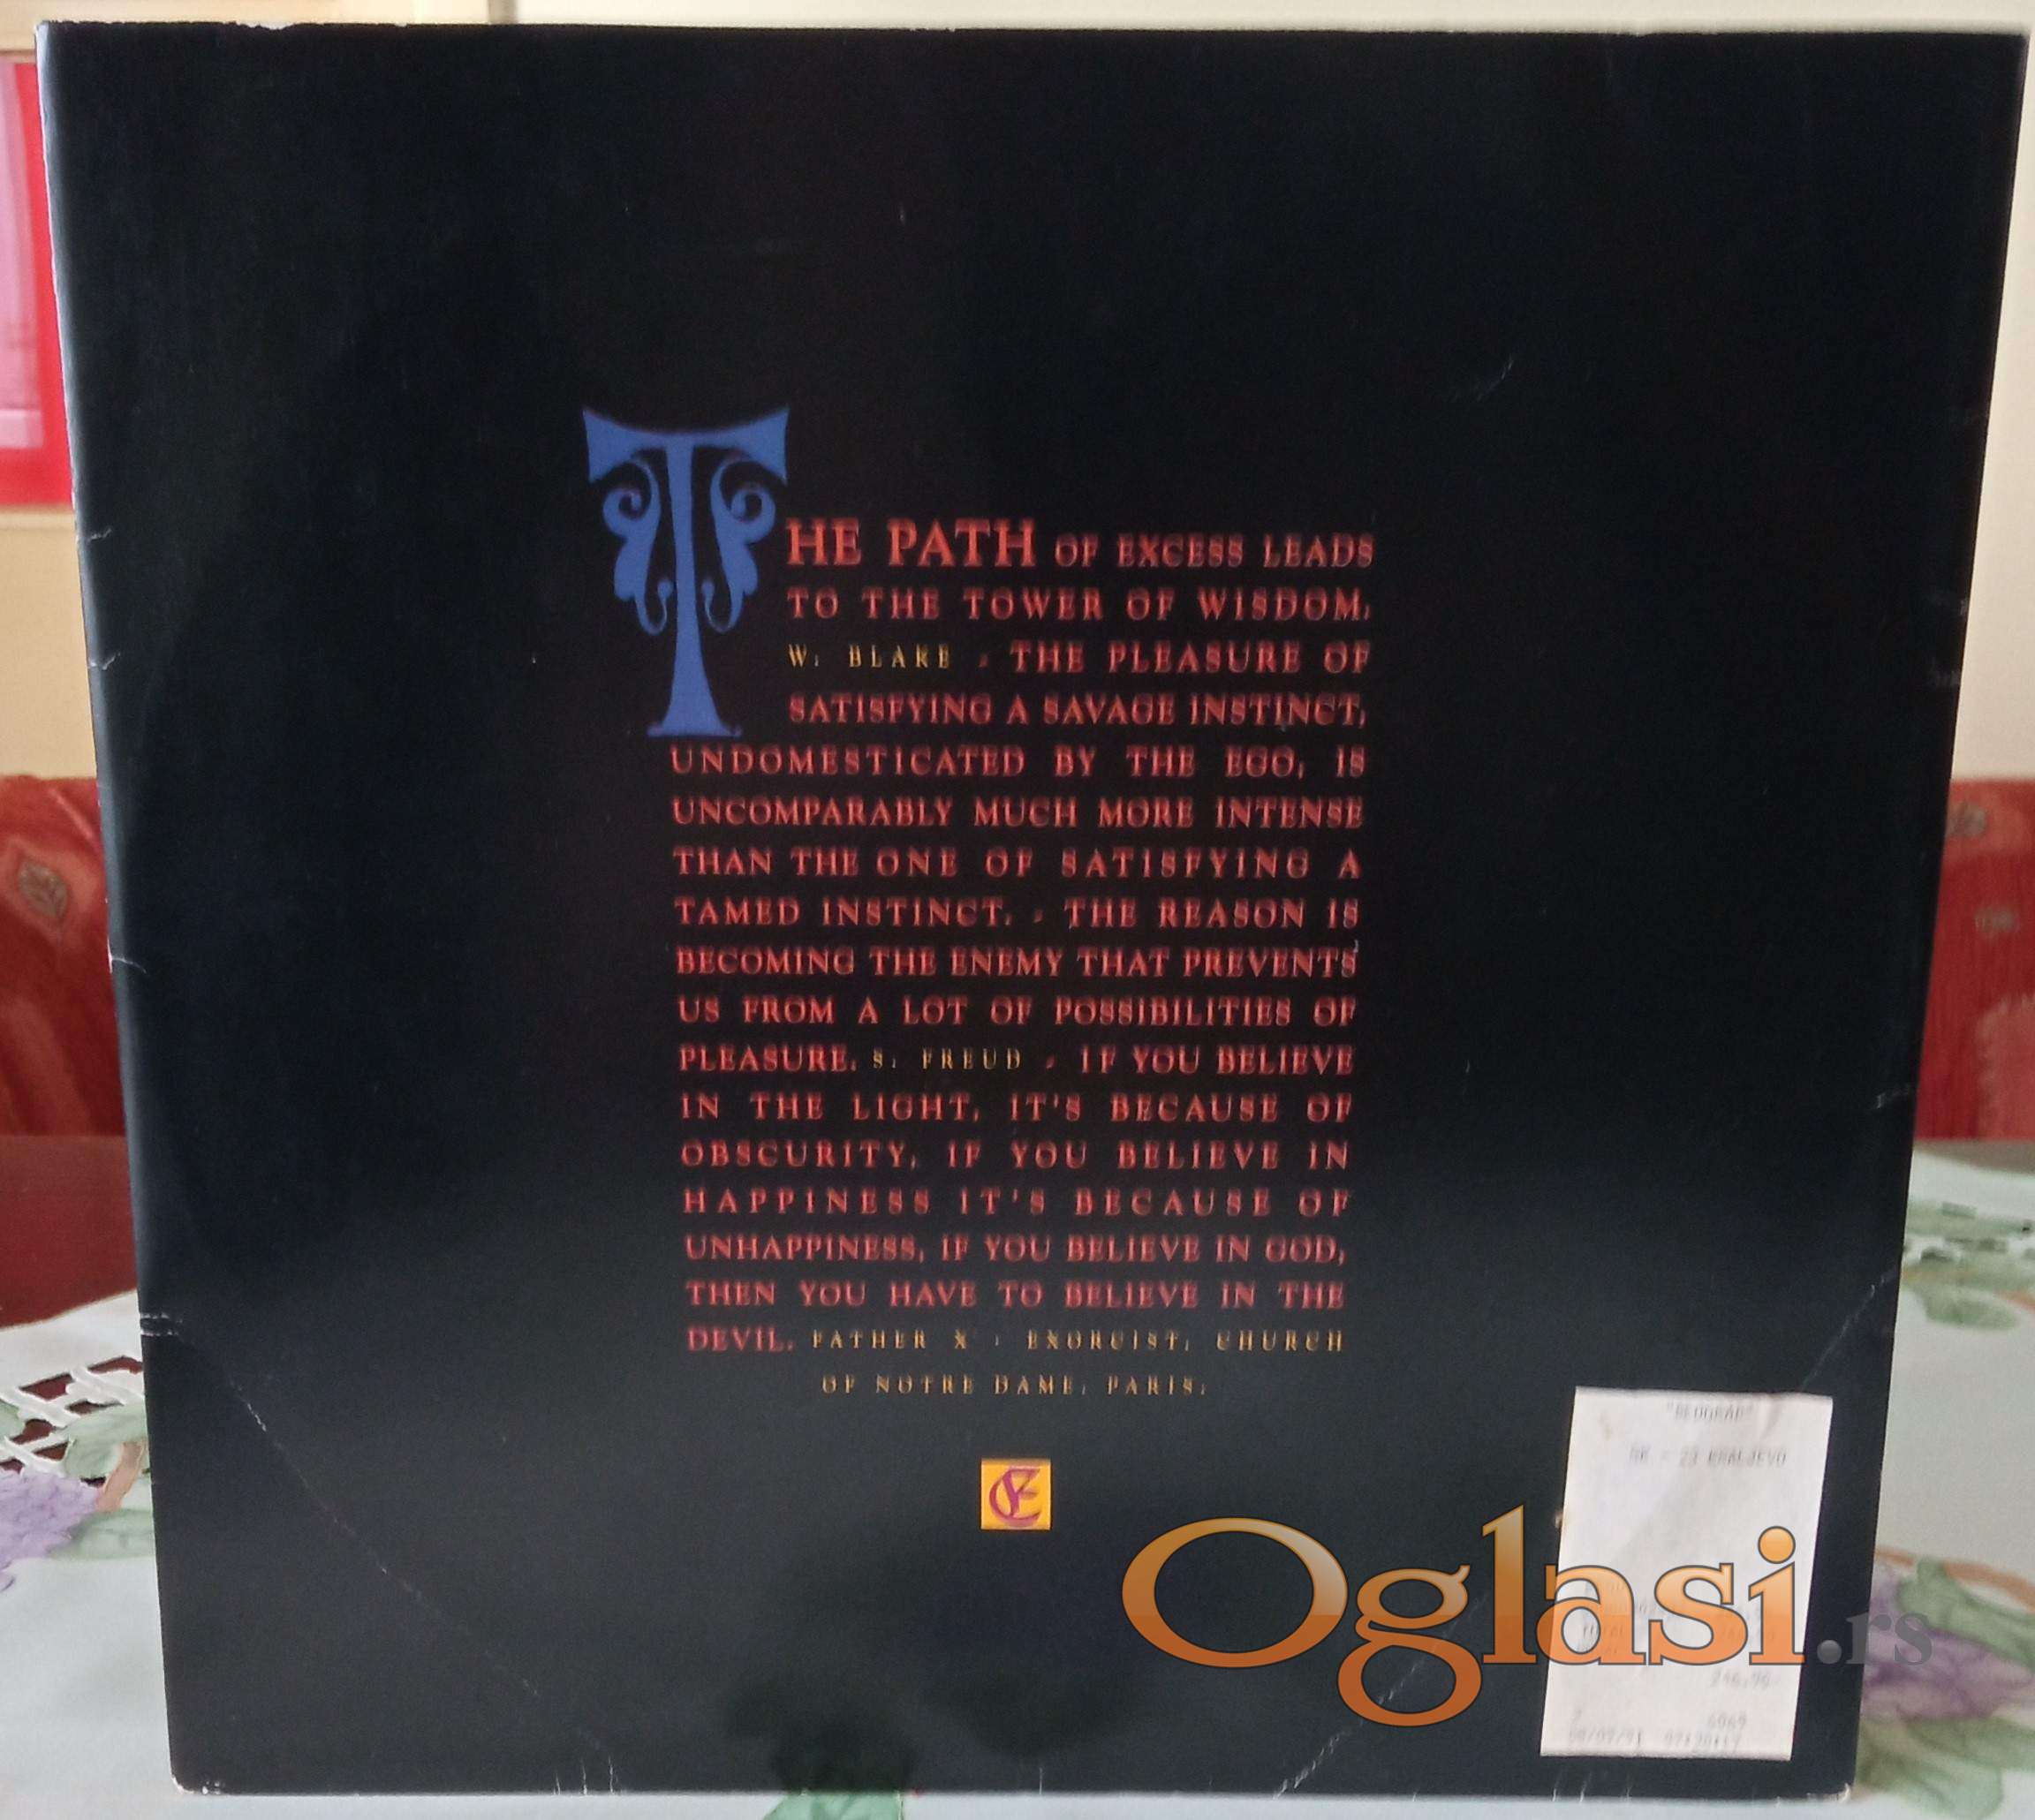 THE PATH OF EXCESS LEADS
TO THE TOWER OF WISDOM.
W. BLAKE - THE PLEASURE OF
SATISFYING A SAVAGE INSTINCT,
UNDOMESTICATED BY THE EGO, IS
UNCOMPARABLY MUCH MORE INTENSE
THAN THE ONE OF SATISFYING A
TAMED INSTINCT. - THE REASON IS
BECOMING THE ENEMY THAT PREVENTS
US FROM A LOT OF POSSIBILITIES OF
PLEASURE. S. FREUD - IF YOU BELIEVE
IN THE LIGHT, IT'S BECAUSE OF
OBSCURITY, IF YOU BELIEVE IN
HAPPINESS IT'S BECAUSE OF
UNHAPPINESS, IF YOU BELIEVE IN GOD,
THEN YOU HAVE TO BELIEVE IN THE
DEVIL. FATHER X . EXORCIST, CHURCH
OF NOTRE DAME, PARIS.
E
"BEOGRAD"
- 23 KRALJEVO
Oglasi.rs